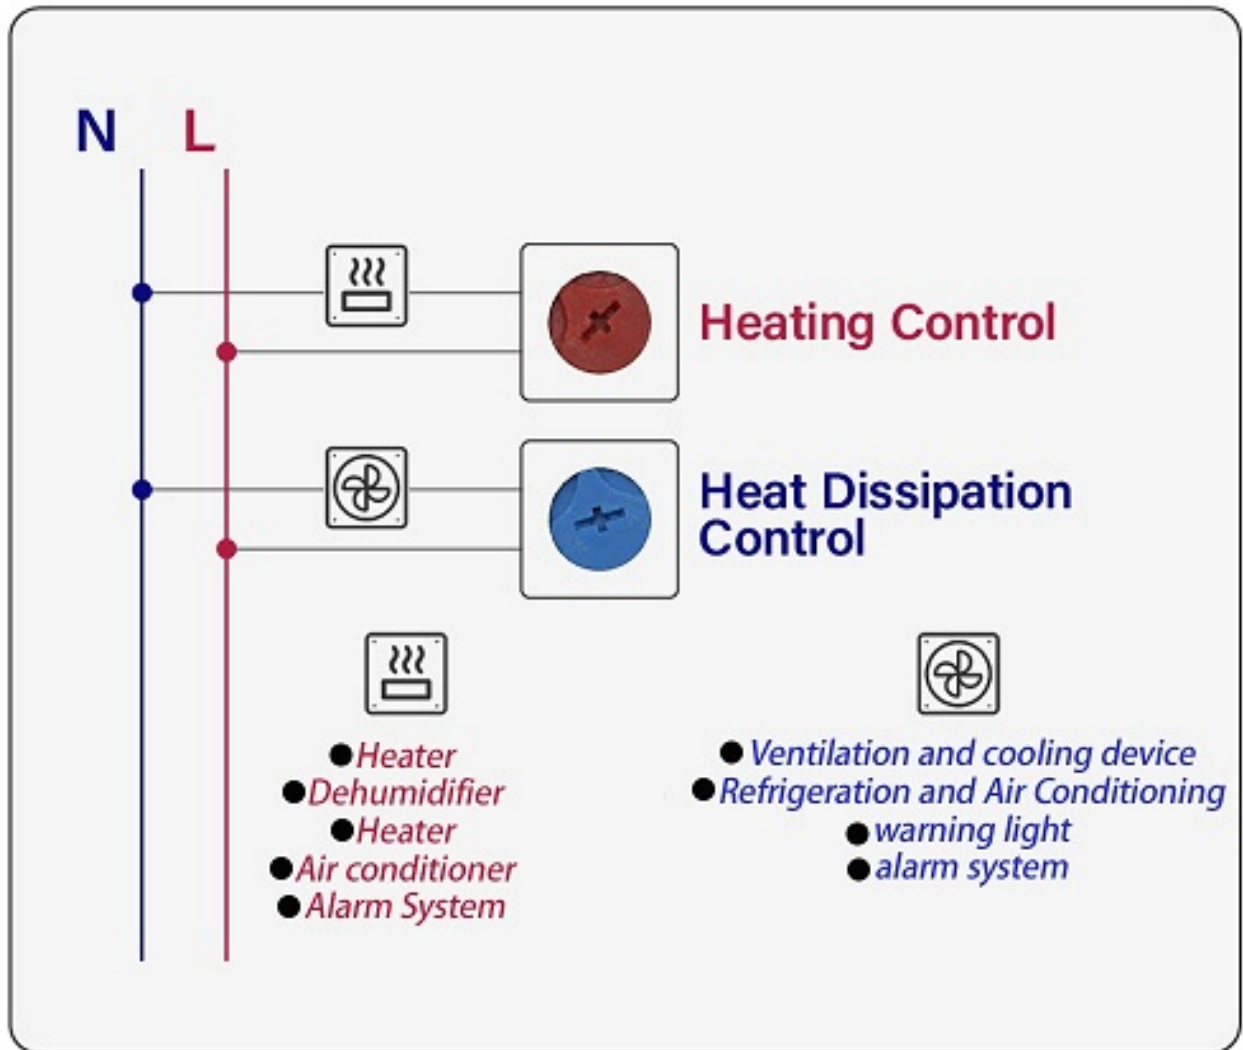 N L
Heating Control
Heat Dissipation
Control
Heater
Dehumidifier
Heater
Air conditioner
Alarm System
Ventilation and cooling device
Refrigeration and Air Conditioning
warning light
alarm system